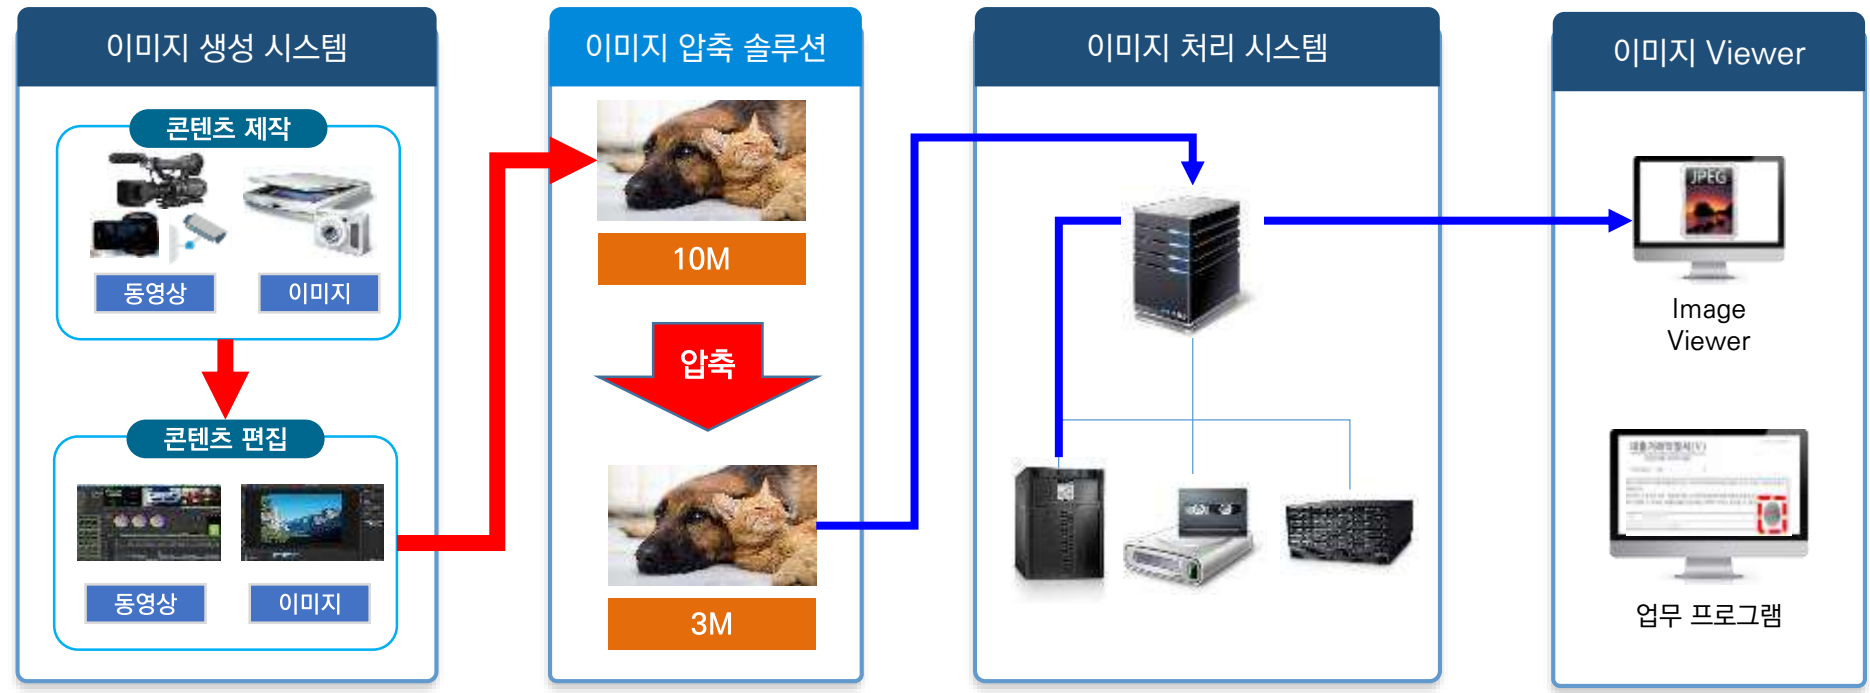 이미지 생성 시스템
콘텐츠 제작
동영상
이미지
콘텐츠 편집
동영상
이미지
이미지 압축 솔루션
10M
압축
3M
이미지 처리 시스템
이미지 Viewer
JPEG
Image
Viewer
업무 프로그램